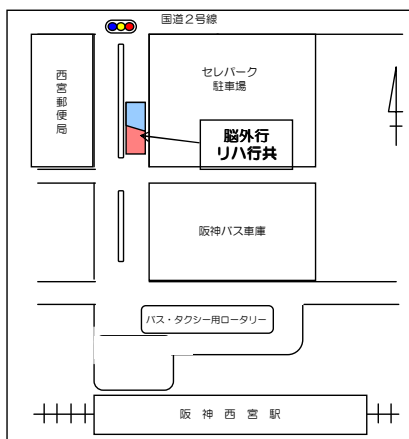 国道2号線
西宮郵便局
セレパーク
駐車場
脳外行
リハ行共
阪神バス車庫
バス・タクシー用ロータリー
阪神西宮駅